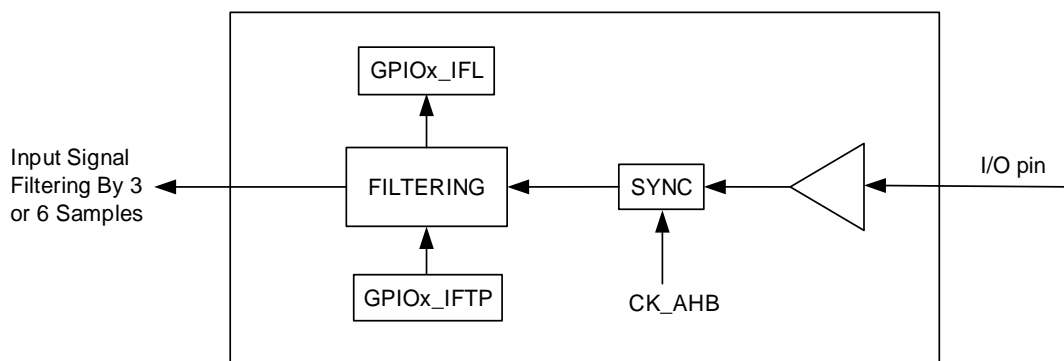 GPIOx_IFL
Input Signal
Filtering By 3
or 6 Samples
FILTERING
SYNC
I/O pin
GPIOx_IFTP
CK_AHB